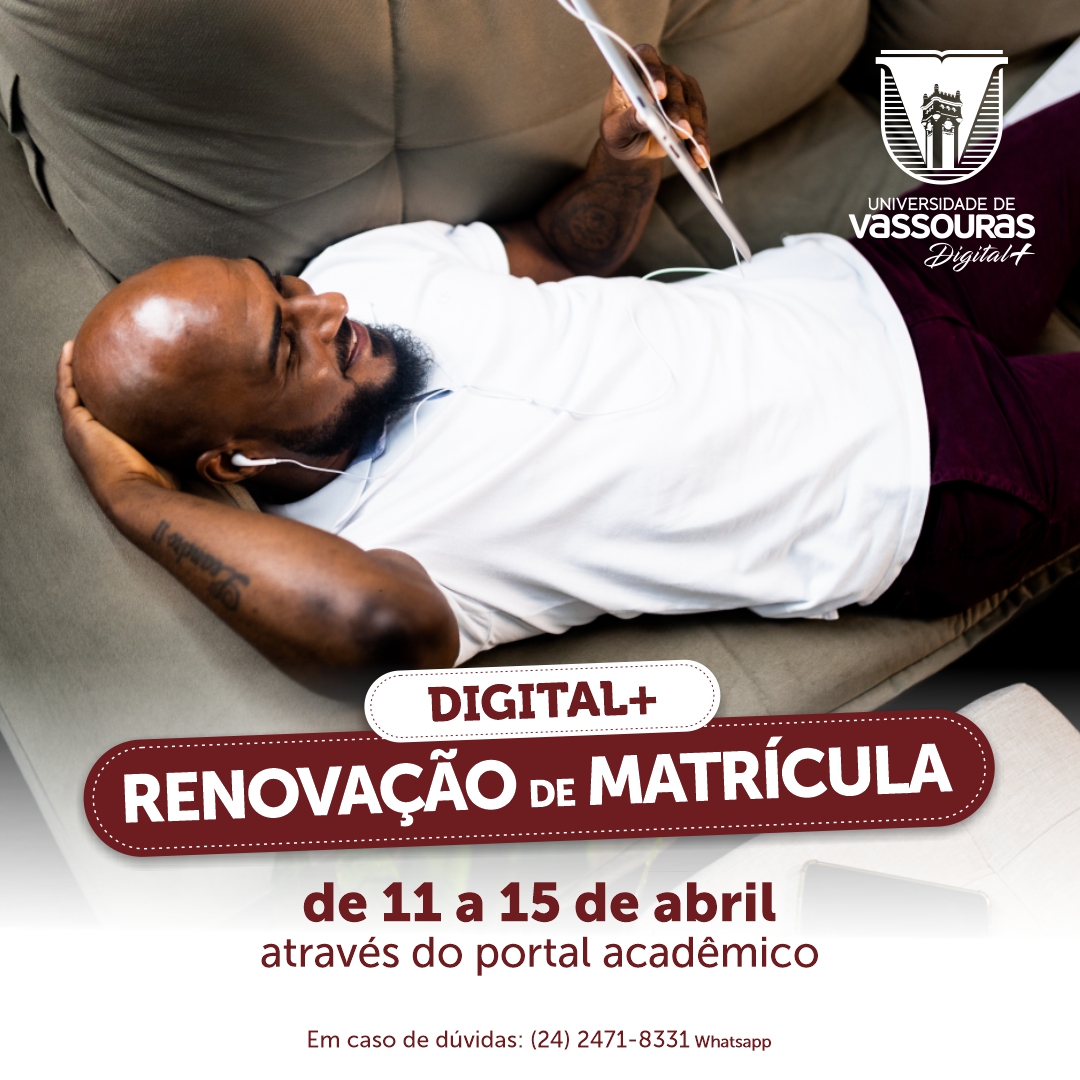 UNIVERSIDADE DE
Vassouras
Digital+
DIGITAL+
RENOVAÇÃO DE MATRÍCULA
de 11 a 15 de abril
através do portal acadêmico
Em caso de dúvidas: (24) 2471-8331 Whatsapp